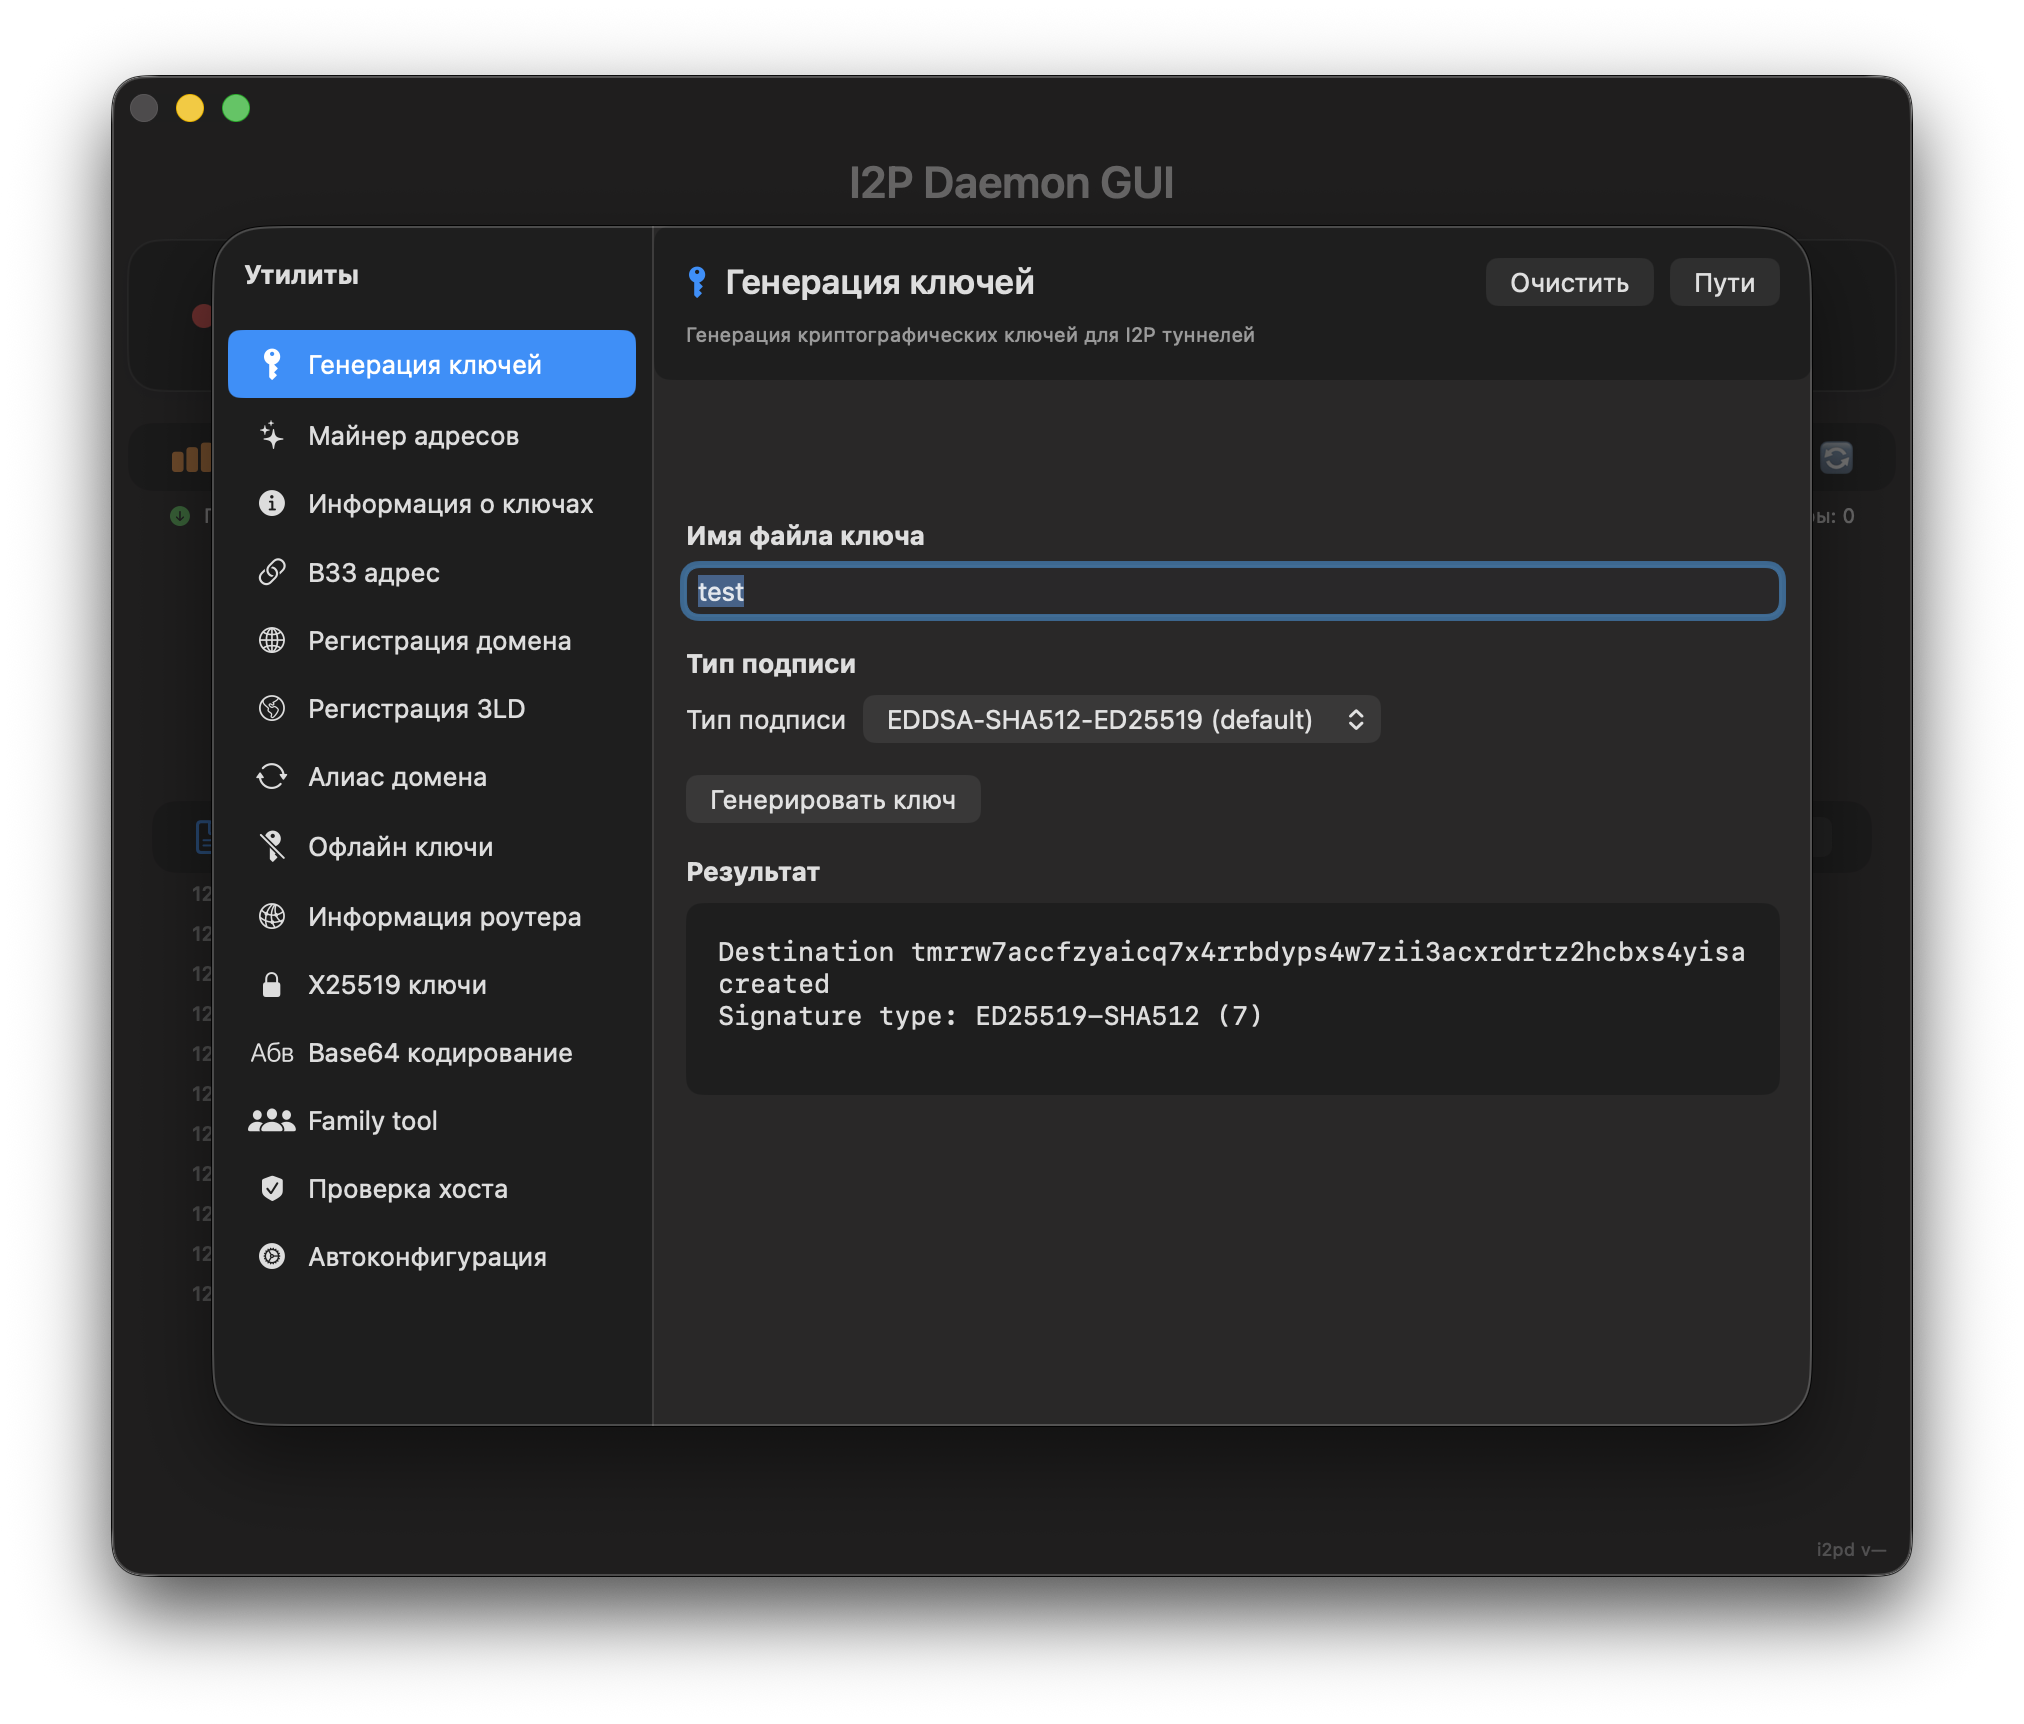 I2P Daemon GUI
Утилиты
Генерация ключей
Майнер адресов
Информация о ключах
B33 адрес
Регистрация домена
Регистрация 3LD
Алиас домена
Офлайн ключи
Информация роутера
X25519 ключи
Абв Base64 кодирование
Family tool
Проверка хоста
Автоконфигурация
Генерация ключей
Очистить
Пути
Генерация криптографических ключей для I2P туннелей
Имя файла ключа
test
Тип подписи
Тип подписи EDDSA-SHA512-ED25519 (default)
Генерировать ключ
Результат
Destination tmrrw7accfzyaicq7x4rrbdyps4w7zii3acxrdrtz2hcbxs4yisa
created
Signature type: ED25519-SHA512 (7)
0
12
12
12
12
12
12
12
12
12
12
12
i2pd v—